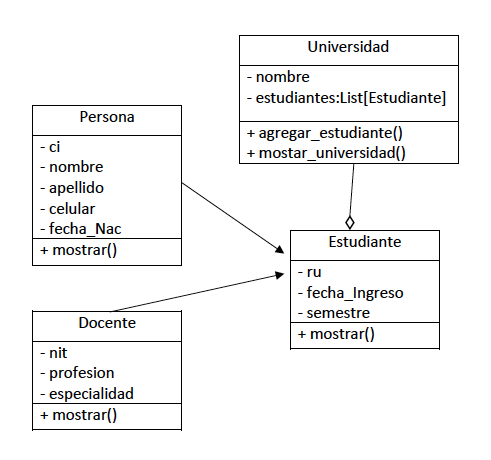 Universidad
- nombre
- estudiantes:List[Estudiante]
+ agregar_estudiante()
+ mostar_universidad()
Persona
- ci
- nombre
- apellido
- celular
- fecha_Nac
+ mostrar()
Estudiante
- ru
- fecha_Ingreso
- semestre
+ mostrar()
Docente
- nit
- profesion
- especialidad
+ mostrar()